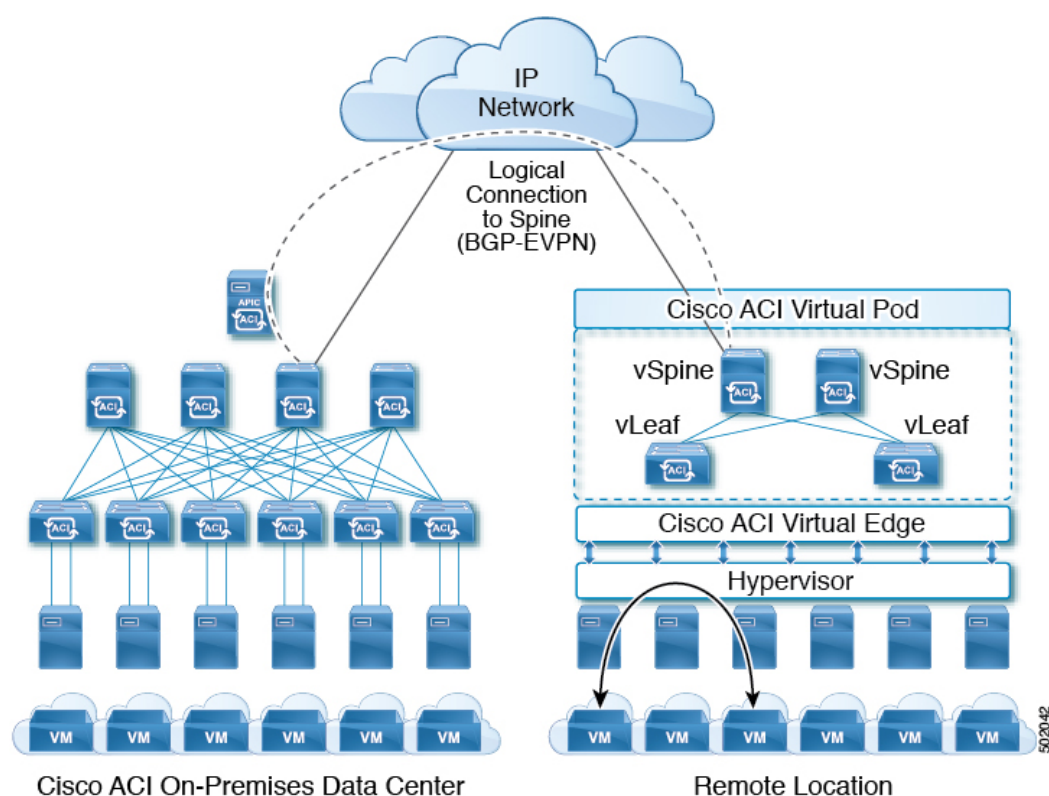 IP
Network
Logical
Connection
to Spine
(BGP-EVPN)
APIC
ACI
Cisco ACI Virtual Pod
vSpine
vSpine
ACI
ACI
ACI
ACI
ACI
ACI
vLeaf
vLeaf
ACI
ACI
ACI
ACI
ACI
ACI
ACI
ACI
Cisco ACI Virtual Edge
Hypervisor
VM
VM
VM
VM
VM
VM
VM
VM
VM
VM
VM
VM
502042
Cisco ACI On-Premises Data Center
Remote Location